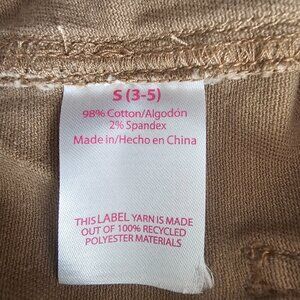 S (3-5)
98% Cotton/Algodón
2% Spandex
Made in/Hecho en China
THIS LABEL YARN IS MADE
OUT OF 100% RECYCLED
POLYESTER MATERIALS